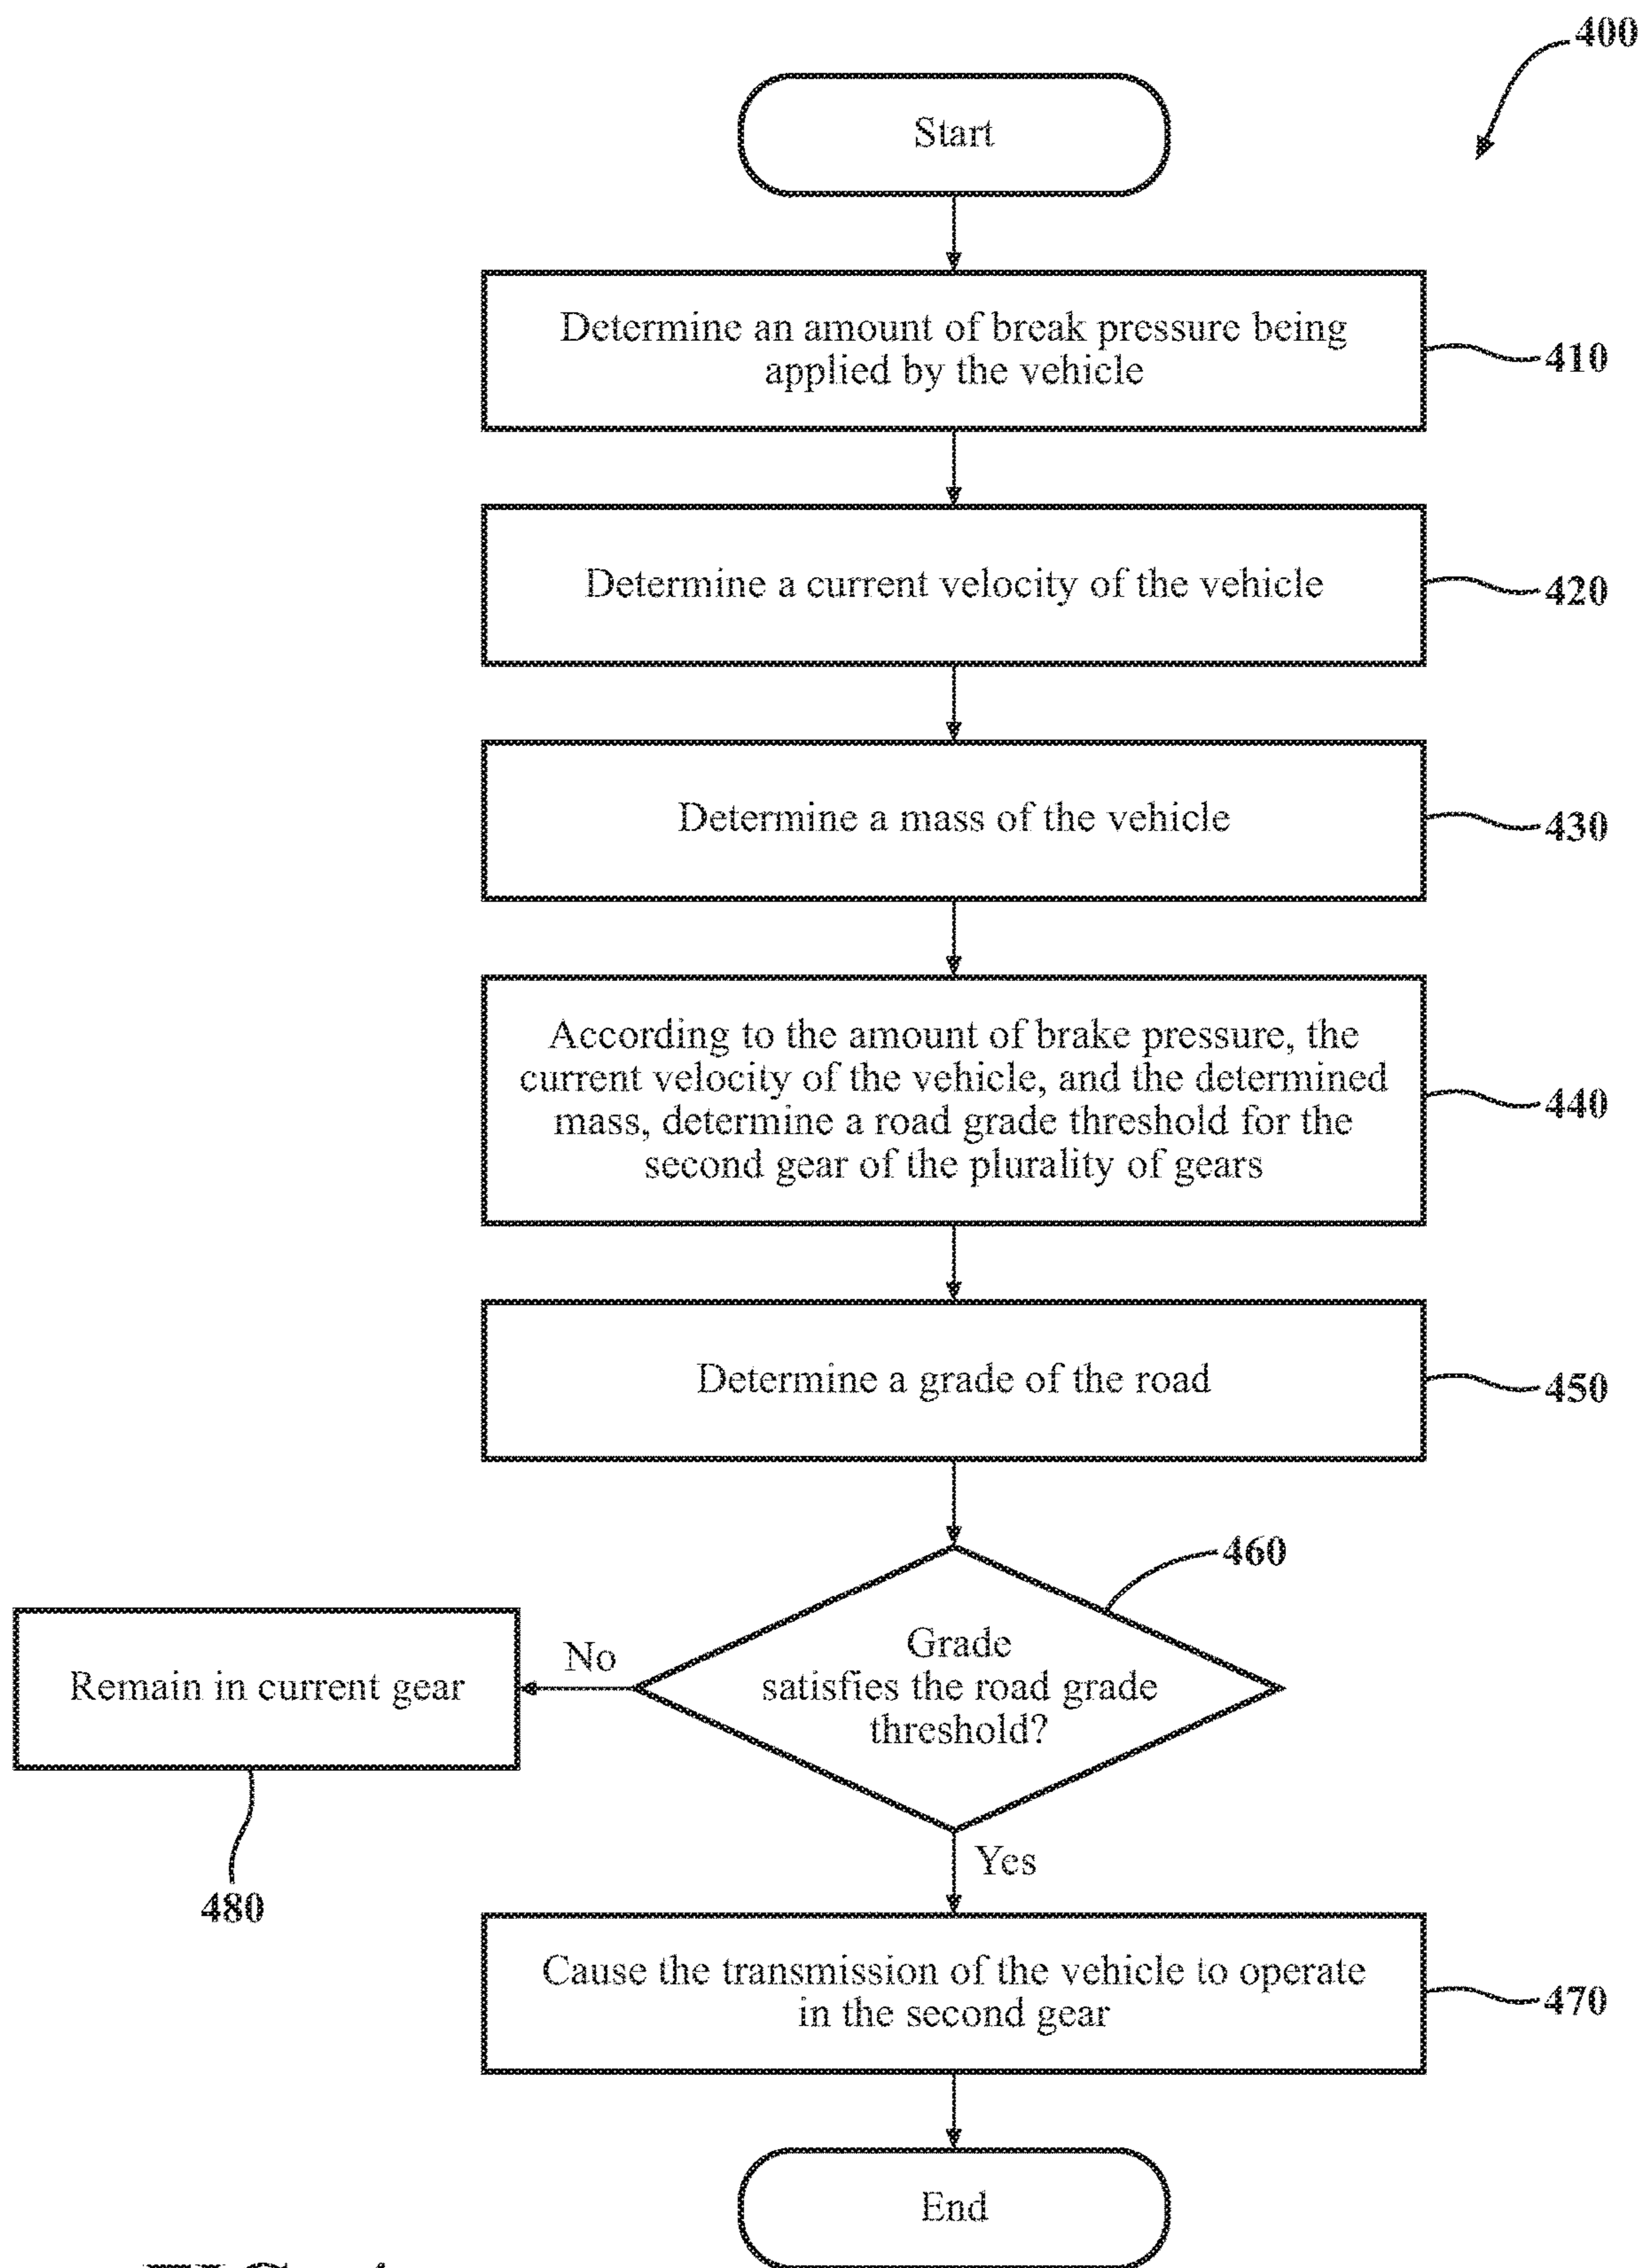 400
Start
Determine an amount of break pressure being
applied by the vehicle
410
Determine a current velocity of the vehicle
420
Determine a mass of the vehicle
430
According to the amount of brake pressure, the
current velocity of the vehicle, and the determined
mass, determine a road grade threshold for the
second gear of the plurality of gears
440
Determine a grade of the road
450
460
Grade
satisfies the road grade
threshold?
No
Remain in current gear
480
Yes
Cause the transmission of the vehicle to operate
in the second gear
470
End